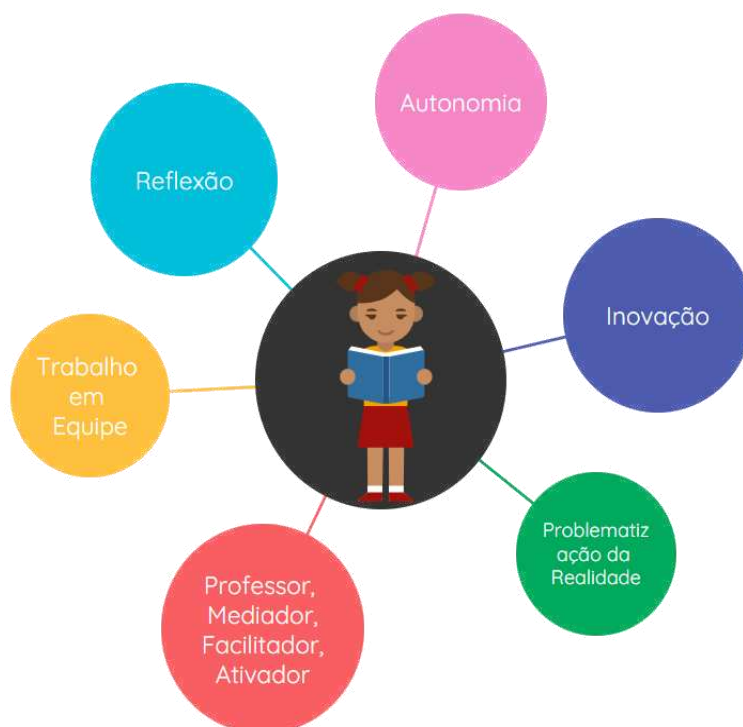 Autonomia
Reflexão
Inovação
Trabalho
em
Equipe
Problematiz
ação da
Realidade
Professor,
Mediador,
Facilitador,
Ativador